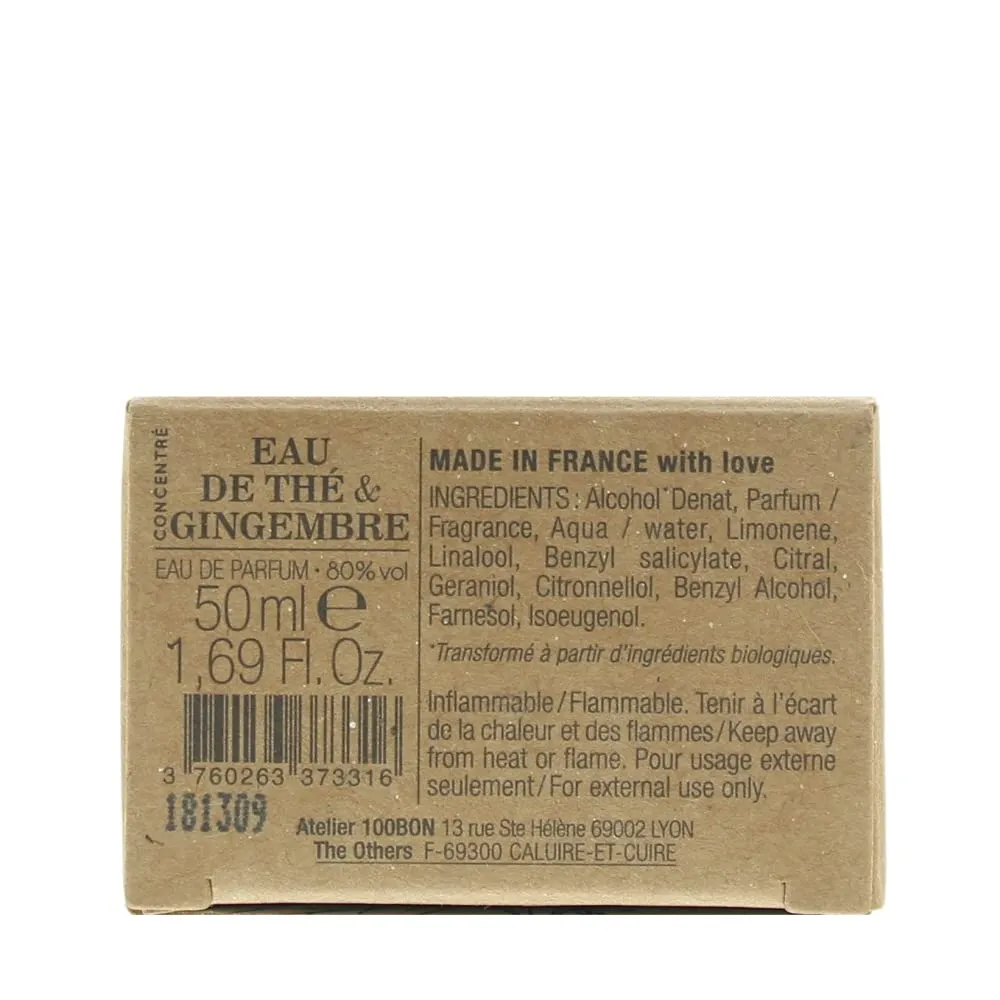 CONCENTRÉ
EAU
DE THÉ &
GINGEMBRE
EAU DE PARFUM · 80% vol
50 ml ℮
1,69 Fl. Oz.
3 760263 373316
181309
MADE IN FRANCE with love
INGREDIENTS : Alcohol*Denat, Parfum /
Fragrance, Aqua / water, Limonene,
Linalool, Benzyl salicylate, Citral,
Geraniol, Citronnellol, Benzyl Alcohol,
Farnesol, Isoeugenol.
*Transformé à partir d'ingrédients biologiques.
Inflammable / Flammable. Tenir à l'écart
de la chaleur et des flammes / Keep away
from heat or flame. Pour usage externe
seulement / For external use only.
Atelier 100BON 13 rue Ste Hélène 69002 LYON
The Others F-69300 CALUIRE-ET-CUIRE